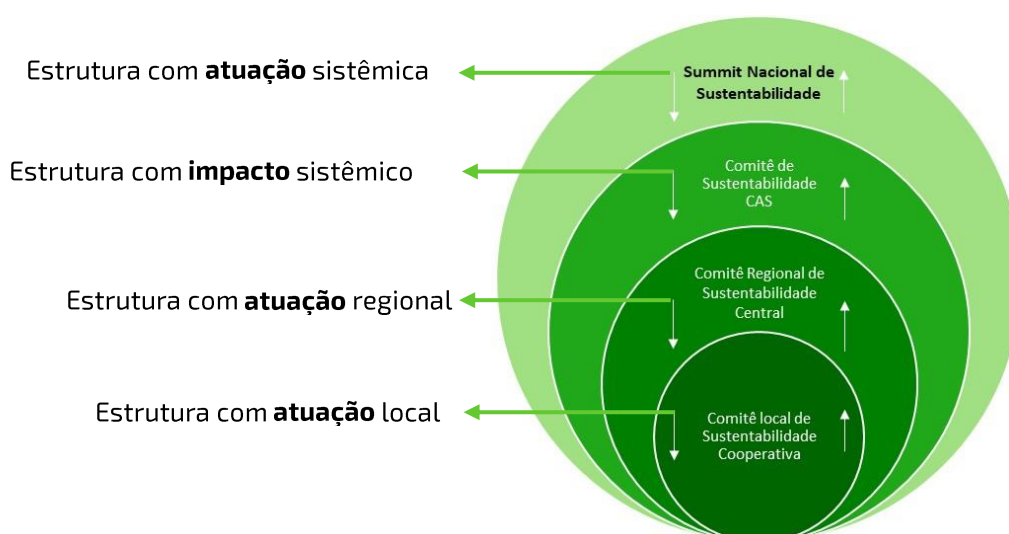 Estrutura com atuação sistêmica
Summit Nacional de
Sustentabilidade
Estrutura com impacto sistêmico
Comitê de
Sustentabilidade
CAS
Estrutura com atuação regional
Comitê Regional de
Sustentabilidade
Central
Estrutura com atuação local
Comitê local de
Sustentabilidade
Cooperativa